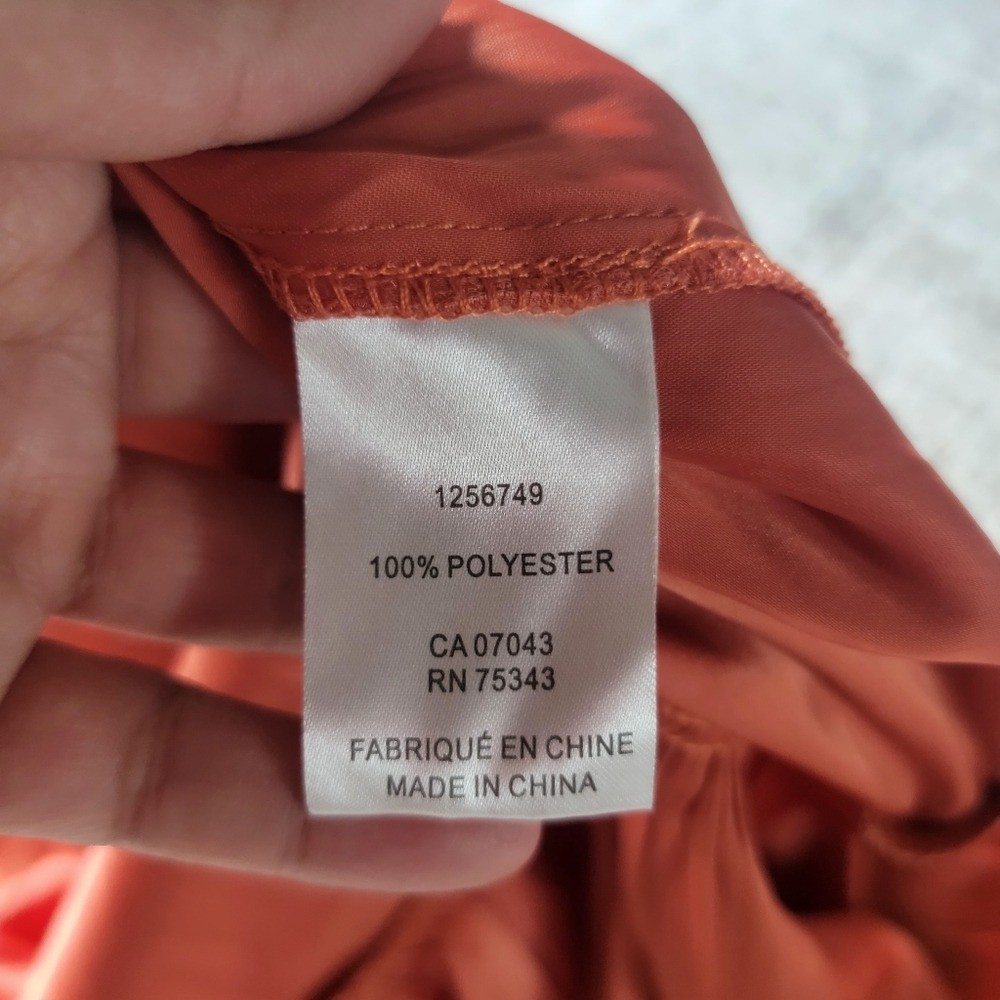 1256749
100% POLYESTER
CA 07043
RN 75343
FABRIQUÉ EN CHINE
MADE IN CHINA